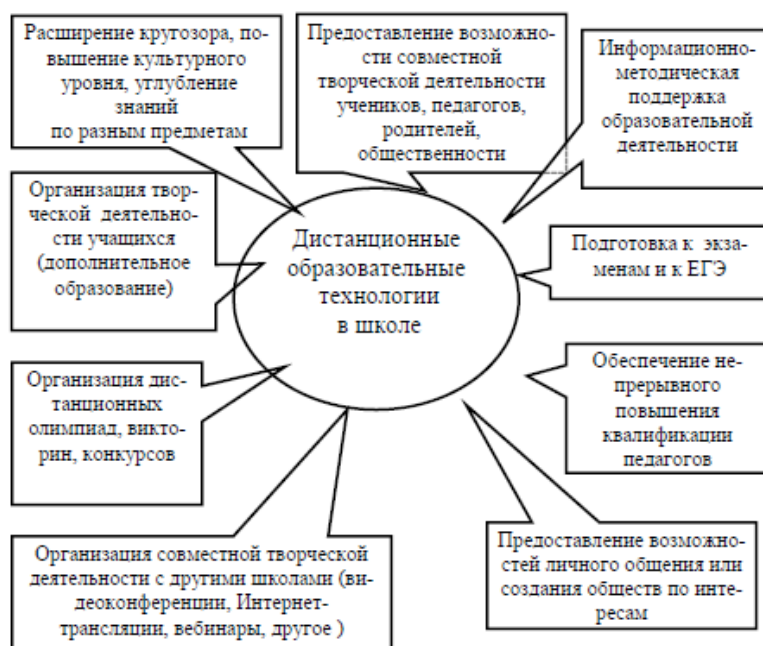 Расширение кругозора, по-
вышение культурного
уровня, углубление
знаний
по разным предметам
Предоставление возможно-
сти совместной
творческой деятельности
учеников, педагогов,
родителей,
общественности
Информационно-
методическая
поддержка
образовательной
деятельности
Организация твор-
ческой деятельно-
сти учащихся
(дополнительное
образование)
Дистанционные
образовательные
технологии
в школе
Подготовка к экза-
менам и к ЕГЭ
Организация дис-
танционных
олимпиад, викто-
рин, конкурсов
Обеспечение не-
прерывного
повышения
квалификации
педагогов
Организация совместной творческой
деятельности с другими школами (ви-
деоконференции, Интернет-
трансляции, вебинары, другое )
Предоставление возможно-
стей личного общения или
создания обществ по инте-
ресам